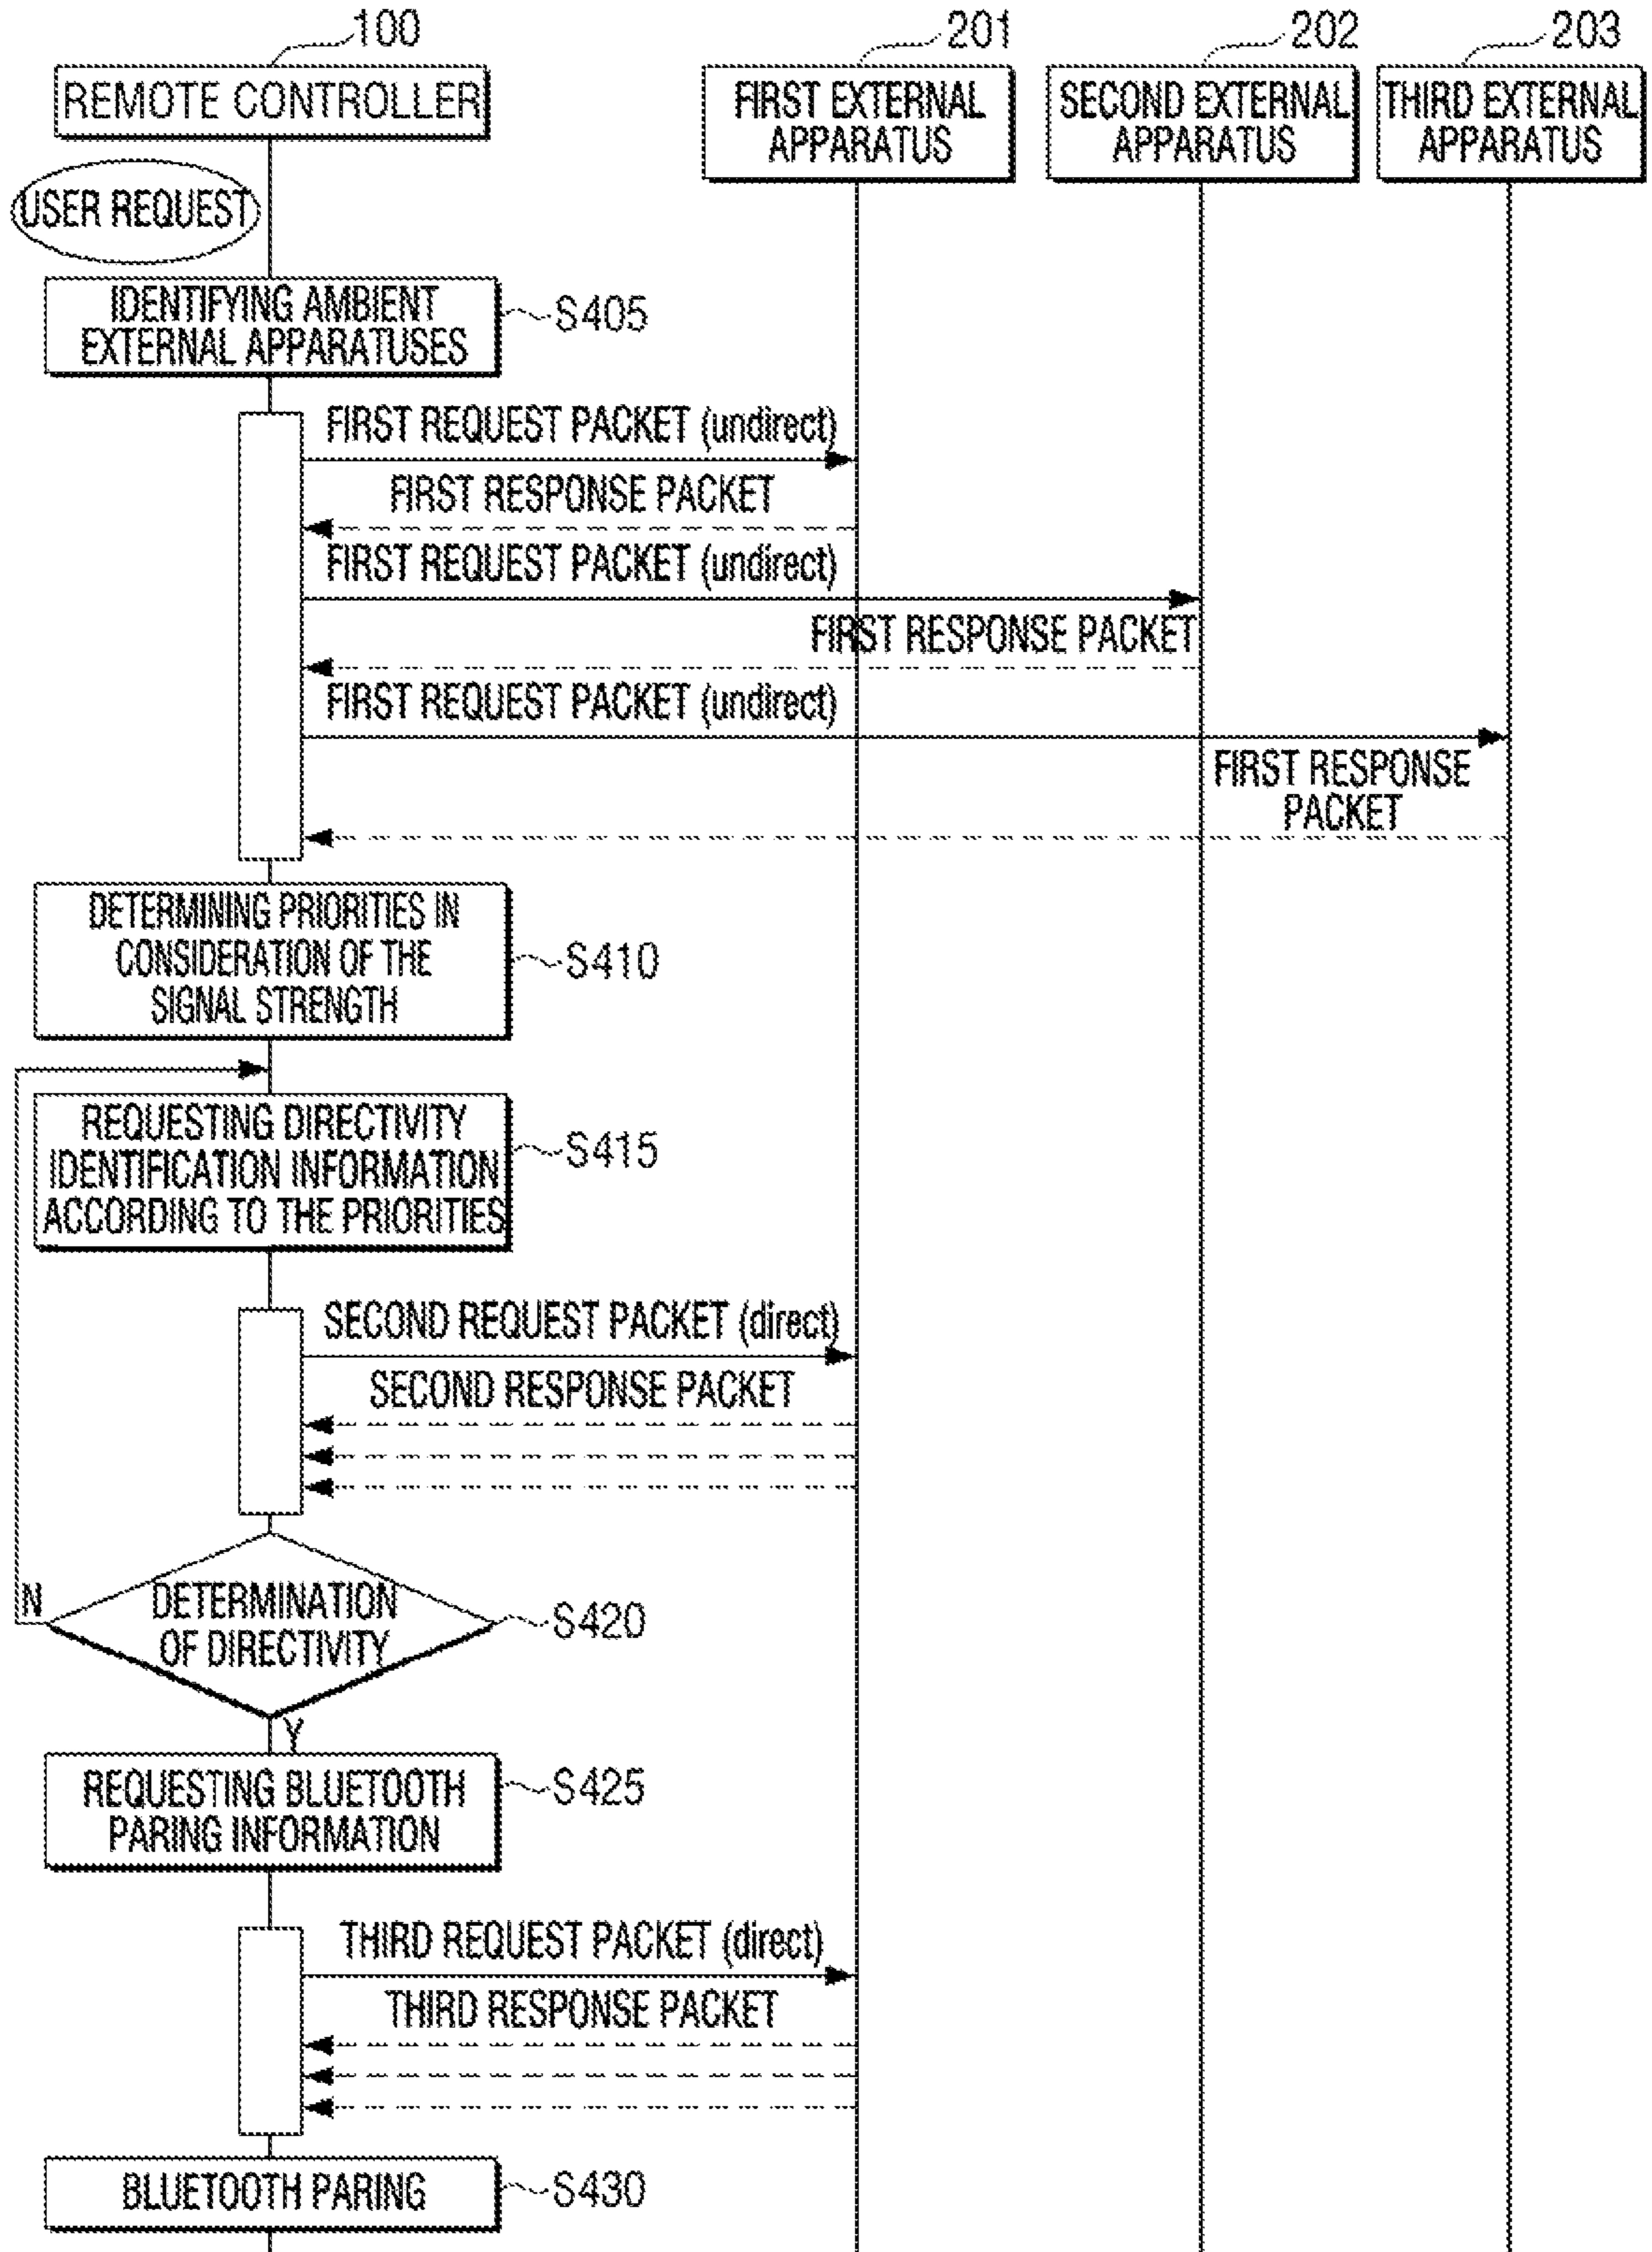 100
201
202
203
REMOTE CONTROLLER
FIRST EXTERNAL
APPARATUS
SECOND EXTERNAL
APPARATUS
THIRD EXTERNAL
APPARATUS
USER REQUEST
IDENTIFYING AMBIENT
EXTERNAL APPARATUSES
S405
FIRST REQUEST PACKET (undirect)
FIRST RESPONSE PACKET
FIRST REQUEST PACKET (undirect)
FIRST RESPONSE PACKET
FIRST REQUEST PACKET (undirect)
FIRST RESPONSE
PACKET
DETERMINING PRIORITIES IN
CONSIDERATION OF THE
SIGNAL STRENGTH
S410
REQUESTING DIRECTIVITY
IDENTIFICATION INFORMATION
ACCORDING TO THE PRIORITIES
S415
SECOND REQUEST PACKET (direct)
SECOND RESPONSE PACKET
N
DETERMINATION
OF DIRECTIVITY
S420
Y
REQUESTING BLUETOOTH
PARING INFORMATION
S425
THIRD REQUEST PACKET (direct)
THIRD RESPONSE PACKET
BLUETOOTH PARING
S430